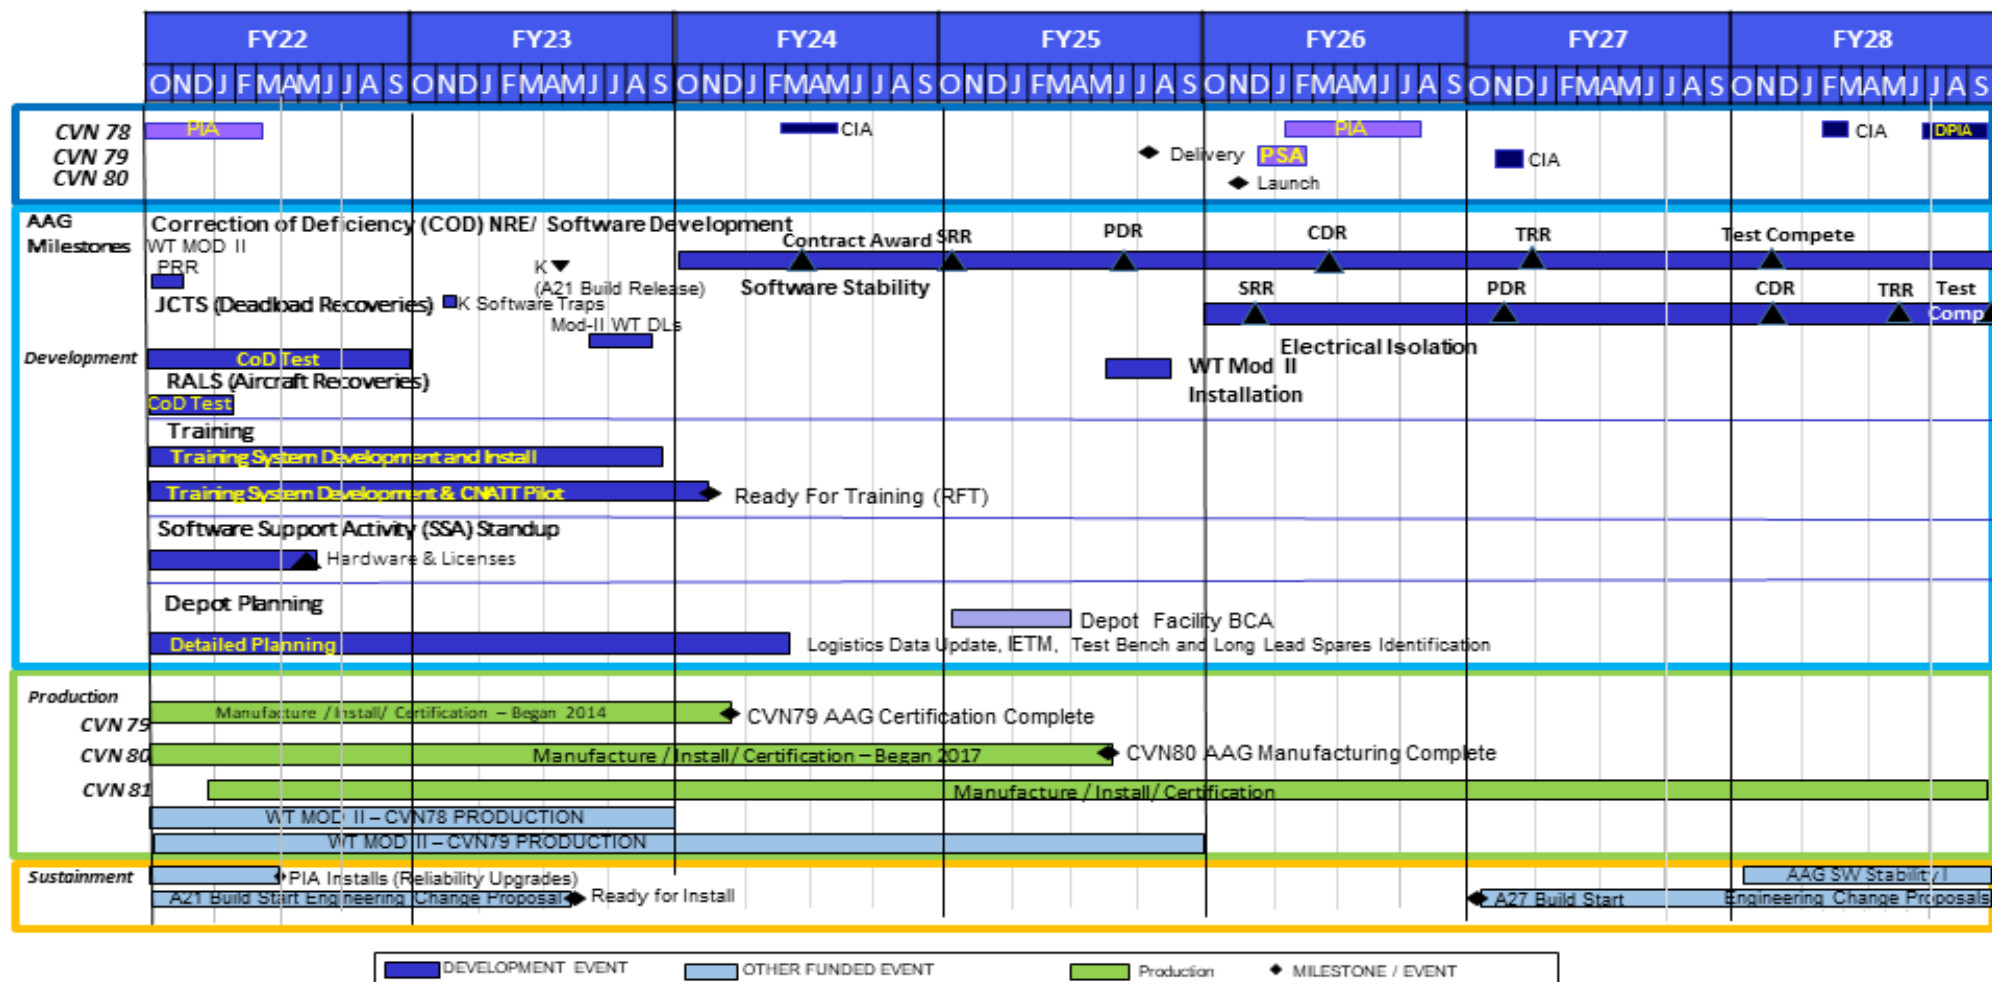 FY22 FY23 FY24 FY25 FY26 FY27 FY28
O N D J F M A M J J A S O N D J F M A M J J A S O N D J F M A M J J A S O N D J F M A M J J A S O N D J F M A M J J A S O N D J F M A M J J A S O N D J F M A M J J A S
CVN 78 PIA CIA PIA CIA DPIA
CVN 79 Delivery PSA CIA
CVN 80 Launch
AAG Milestones
Correction of Deficiency (COD) NRE/ Software Development
WT MOD II
PRR
Contract Award SRR PDR CDR TRR Test Compete
K
(A21 Build Release)
Software Stability
SRR PDR CDR TRR Test Comp
JCTS (Deadload Recoveries)
K Software Traps
Mod-II WT DLs
Electrical Isolation
Development
CoD Test
WT Mod II
Installation
RALS (Aircraft Recoveries)
CoD Test
Training
Training System Development and Install
Training System Development & CNATT Pilot
Ready For Training (RFT)
Software Support Activity (SSA) Standup
Hardware & Licenses
Depot Planning
Depot Facility BCA
Detailed Planning
Logistics Data Update, IETM, Test Bench and Long Lead Spares Identification
Production
CVN 79 Manufacture / Install/ Certification – Began 2014 CVN79 AAG Certification Complete
CVN 80 Manufacture / Install/ Certification – Began 2017 CVN80 AAG Manufacturing Complete
CVN 81 Manufacture / Install/ Certification
WT MOD II – CVN78 PRODUCTION
WT MOD II – CVN79 PRODUCTION
Sustainment
PIA Installs (Reliability Upgrades)
AAG SW Stability I
A21 Build Start Engineering Change Proposal Ready for Install
A27 Build Start Engineering Change Proposals
DEVELOPMENT EVENT OTHER FUNDED EVENT Production MILESTONE / EVENT